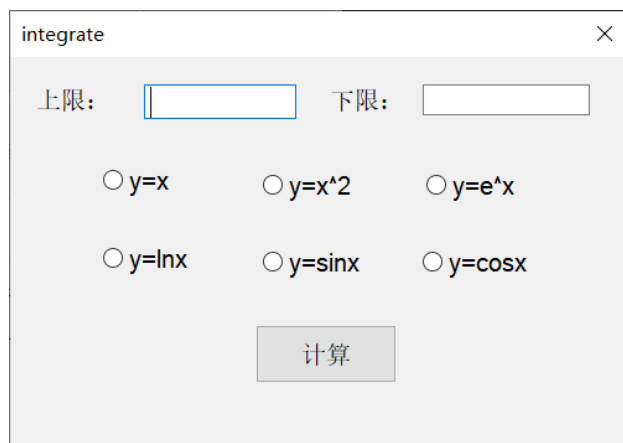 integrate
上限： 下限：
y=x y=x^2 y=e^x
y=lnx y=sinx y=cosx
计算